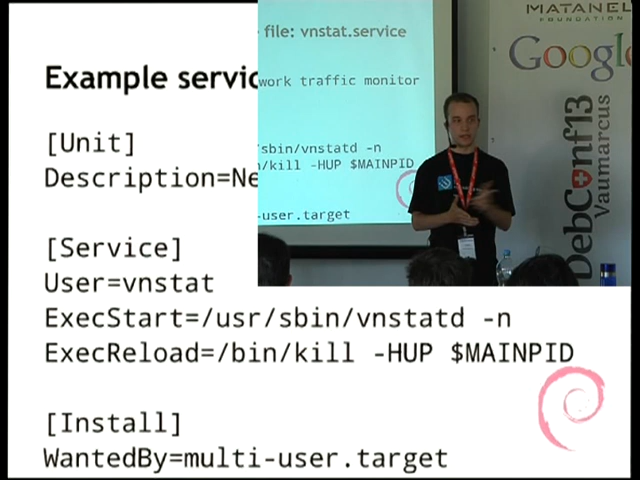 Example servic
[Unit]
Description=Ne
[Service]
User=vnstat
ExecStart=/usr/sbin/vnstatd -n
ExecReload=/bin/kill -HUP $MAINPID
[Install]
WantedBy=multi-user.target
file: vnstat.service
work traffic monitor
sbin/vnstatd -n
/kill -HUP $MAINPID
-user.target
MATANEL
FOUNDATION
Google
DebConf13
Vaumarcus